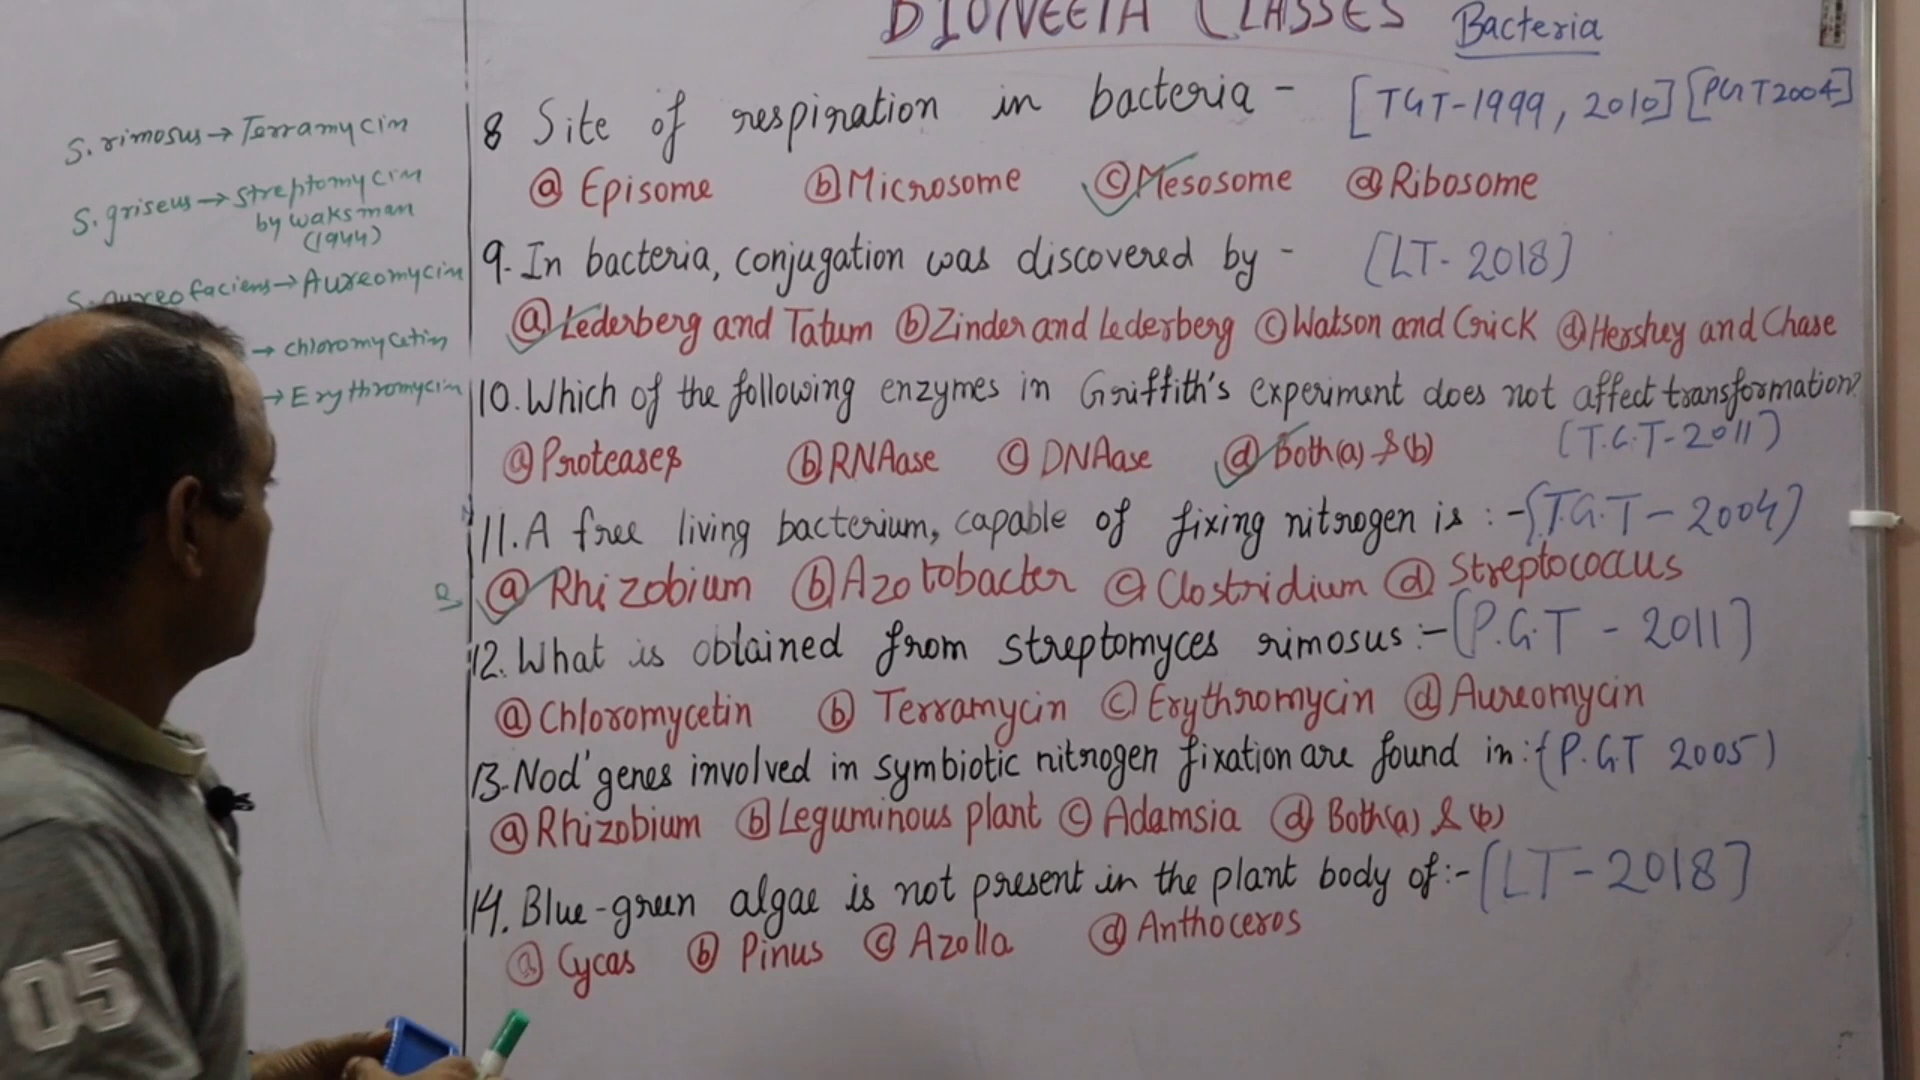 BIONEETA CLASSES Bacteria
S. rimosus → Terramycin
S. griseus → streptomycin
by waksman
(1944)
S. aureofaciens → Aureomycin
→ chloromycetin
→ Erythromycin
8 Site of respiration in bacteria - [TGT-1999, 2010] [PGT2004]
(a) Episome (b) Microsome (c) Mesosome (d) Ribosome
9. In bacteria, conjugation was discovered by - [LT- 2018]
(a) Lederberg and Tatum (b) Zinder and Lederberg (c) Watson and Crick (d) Hershey and Chase
10. Which of the following enzymes in Griffith's experiment does not affect transformation?
(T.G.T-2011)
(a) Proteases (b) RNAase (c) DNAase (d) Both(a) & (b)
11. A free living bacterium, capable of fixing nitrogen is :- (T.G.T - 2004)
(a) Rhizobium (b) Azotobacter (c) Clostridium (d) Streptococcus
12. What is obtained from streptomyces rimosus :- (P.G.T - 2011)
(a) Chloromycetin (b) Terramycin (c) Erythromycin (d) Aureomycin
13. Nod' genes involved in symbiotic nitrogen fixation are found in : (P.G.T 2005)
(a) Rhizobium (b) Leguminous plant (c) Adamsia (d) Both(a) & (b)
14. Blue-green algae is not present in the plant body of :- [LT-2018]
(a) Cycas (b) Pinus (c) Azolla (d) Anthoceros
05